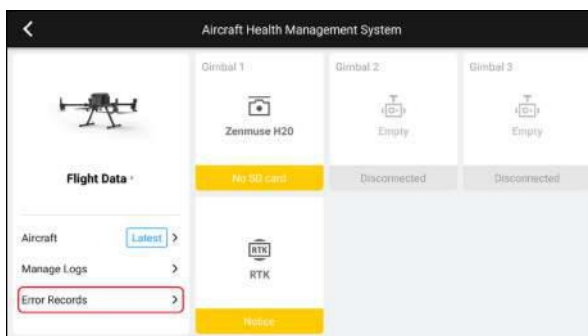 Aircraft Health Management System
Gimbal 1
Gimbal 2
Gimbal 3
Zenmuse H20
Empty
Empty
No SD card
Disconnected
Disconnected
Flight Data
Aircraft
Latest
Manage Logs
Error Records
RTK
RTK
Notice